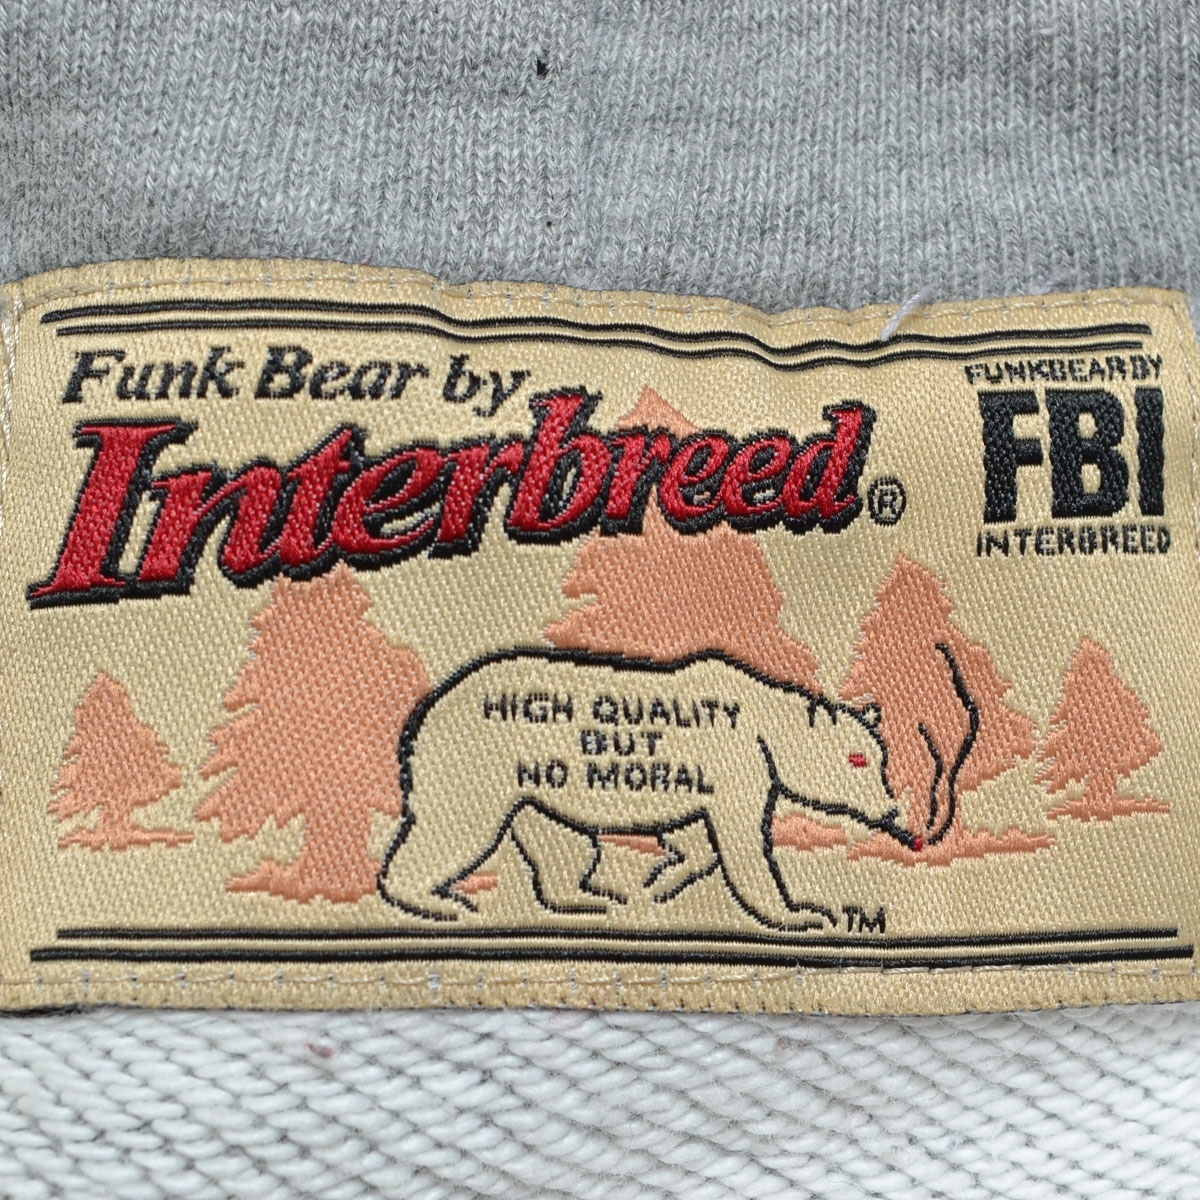 Funk Bear by
Interbreed®
FUNKBEAR BY
FBI
INTERBREED
HIGH QUALITY
BUT
NO MORAL
TM